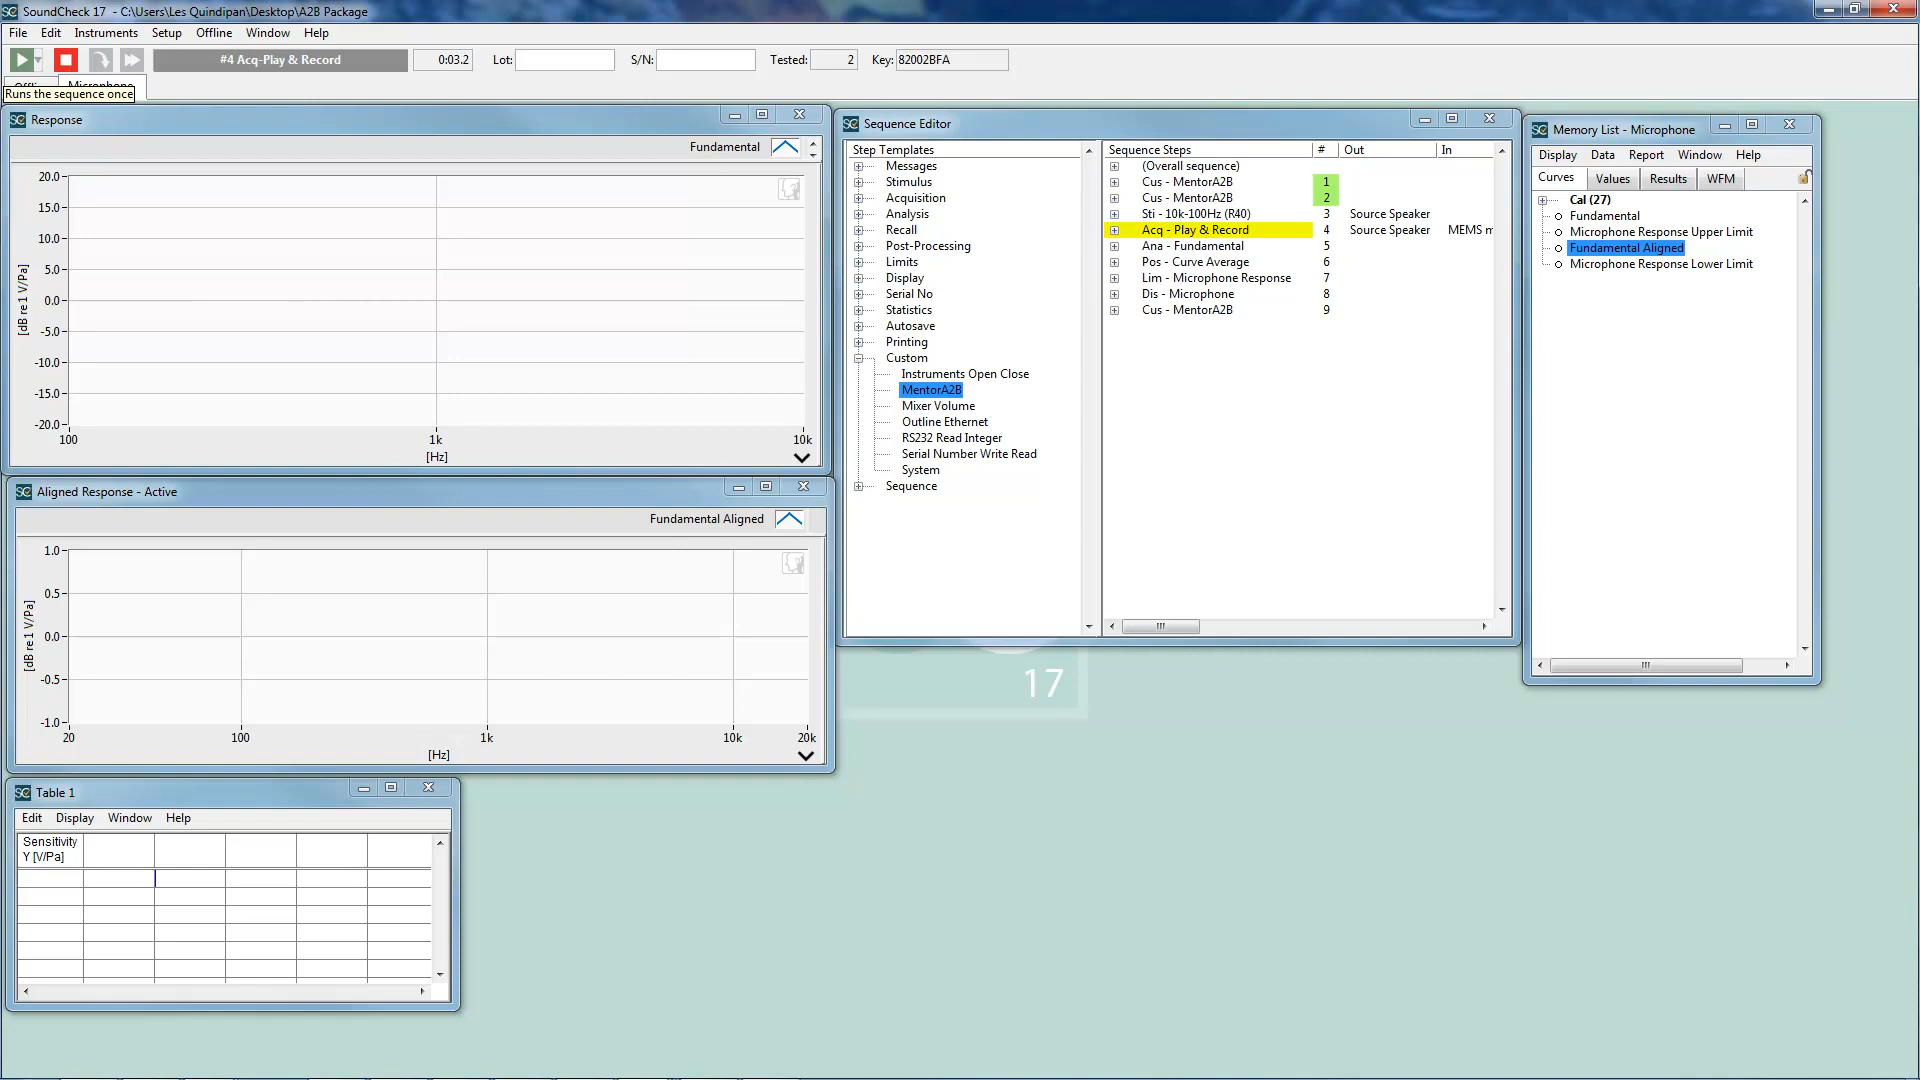 SoundCheck 17 - C:\Users\Les Quindipan\Desktop\A2B Package
File Edit Instruments Setup Offline Window Help
#4 Acq-Play & Record 0:03.2 Lot: S/N: Tested: 2 Key: 82002BFA
Microphone
Runs the sequence once
Response
Fundamental
20.0
15.0
10.0
5.0
0.0
-5.0
-10.0
-15.0
-20.0
[dB re 1 V/Pa]
100 1k 10k
[Hz]
Aligned Response - Active
Fundamental Aligned
1.0
0.5
0.0
-0.5
-1.0
[dB re 1 V/Pa]
20 100 1k 10k 20k
[Hz]
Table 1
Edit Display Window Help
Sensitivity
Y [V/Pa]
Sequence Editor
Step Templates
Messages
Stimulus
Acquisition
Analysis
Recall
Post-Processing
Limits
Display
Serial No
Statistics
Autosave
Printing
Custom
Instruments Open Close
MentorA2B
Mixer Volume
Outline Ethernet
RS232 Read Integer
Serial Number Write Read
System
Sequence
Sequence Steps # Out In
(Overall sequence)
Cus - MentorA2B 1
Cus - MentorA2B 2
Sti - 10k-100Hz (R40) 3 Source Speaker
Acq - Play & Record 4 Source Speaker MEMS m
Ana - Fundamental 5
Pos - Curve Average 6
Lim - Microphone Response 7
Dis - Microphone 8
Cus - MentorA2B 9
17
Memory List - Microphone
Display Data Report Window Help
Curves Values Results WFM
Cal (27)
Fundamental
Microphone Response Upper Limit
Fundamental Aligned
Microphone Response Lower Limit